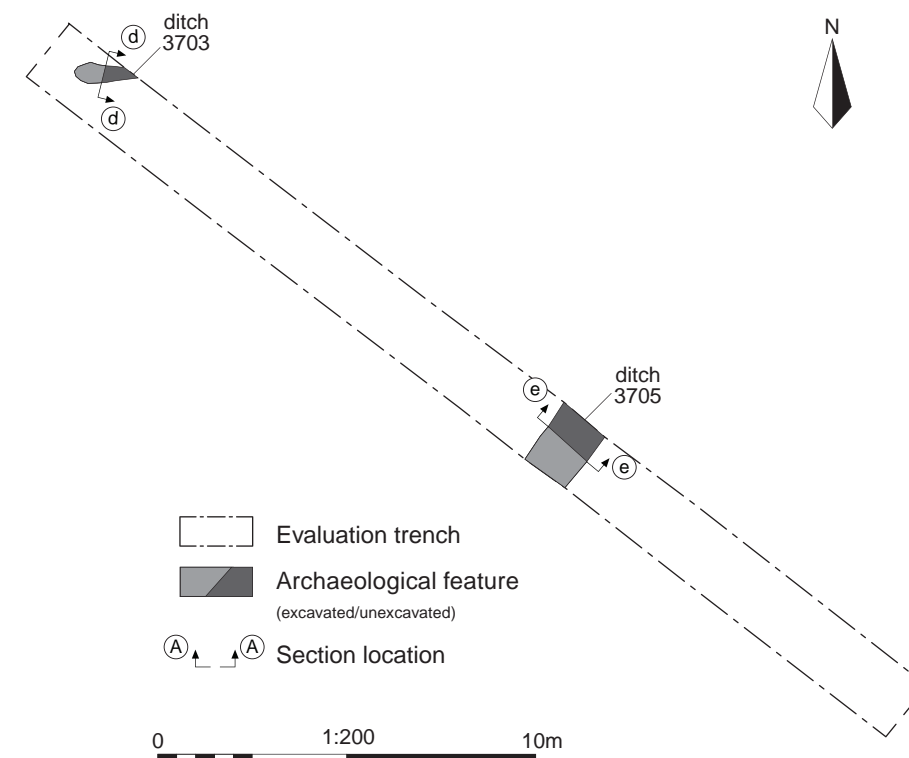 ditch
3703
d
d
N
ditch
3705
e
e
Evaluation trench
Archaeological feature
(excavated/unexcavated)
A A Section location
0 1:200 10m